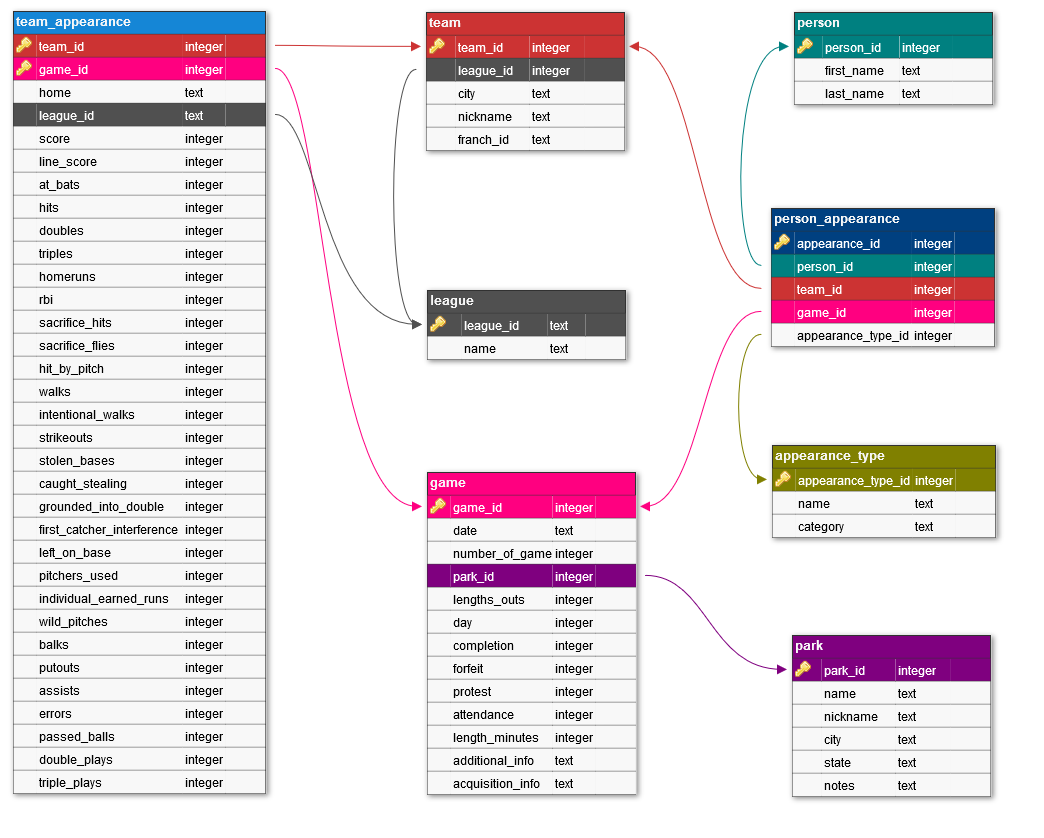 team_appearance
team_id integer
game_id integer
home text
league_id text
score integer
line_score integer
at_bats integer
hits integer
doubles integer
triples integer
homeruns integer
rbi integer
sacrifice_hits integer
sacrifice_flies integer
hit_by_pitch integer
walks integer
intentional_walks integer
strikeouts integer
stolen_bases integer
caught_stealing integer
grounded_into_double integer
first_catcher_interference integer
left_on_base integer
pitchers_used integer
individual_earned_runs integer
wild_pitches integer
balks integer
putouts integer
assists integer
errors integer
passed_balls integer
double_plays integer
triple_plays integer
team
team_id integer
league_id integer
city text
nickname text
franch_id text
league
league_id text
name text
game
game_id integer
date text
number_of_game integer
park_id integer
lengths_outs integer
day integer
completion integer
forfeit integer
protest integer
attendance integer
length_minutes integer
additional_info text
acquisition_info text
person
person_id integer
first_name text
last_name text
person_appearance
appearance_id integer
person_id integer
team_id integer
game_id integer
appearance_type_id integer
appearance_type
appearance_type_id integer
name text
category text
park
park_id integer
name text
nickname text
city text
state text
notes text